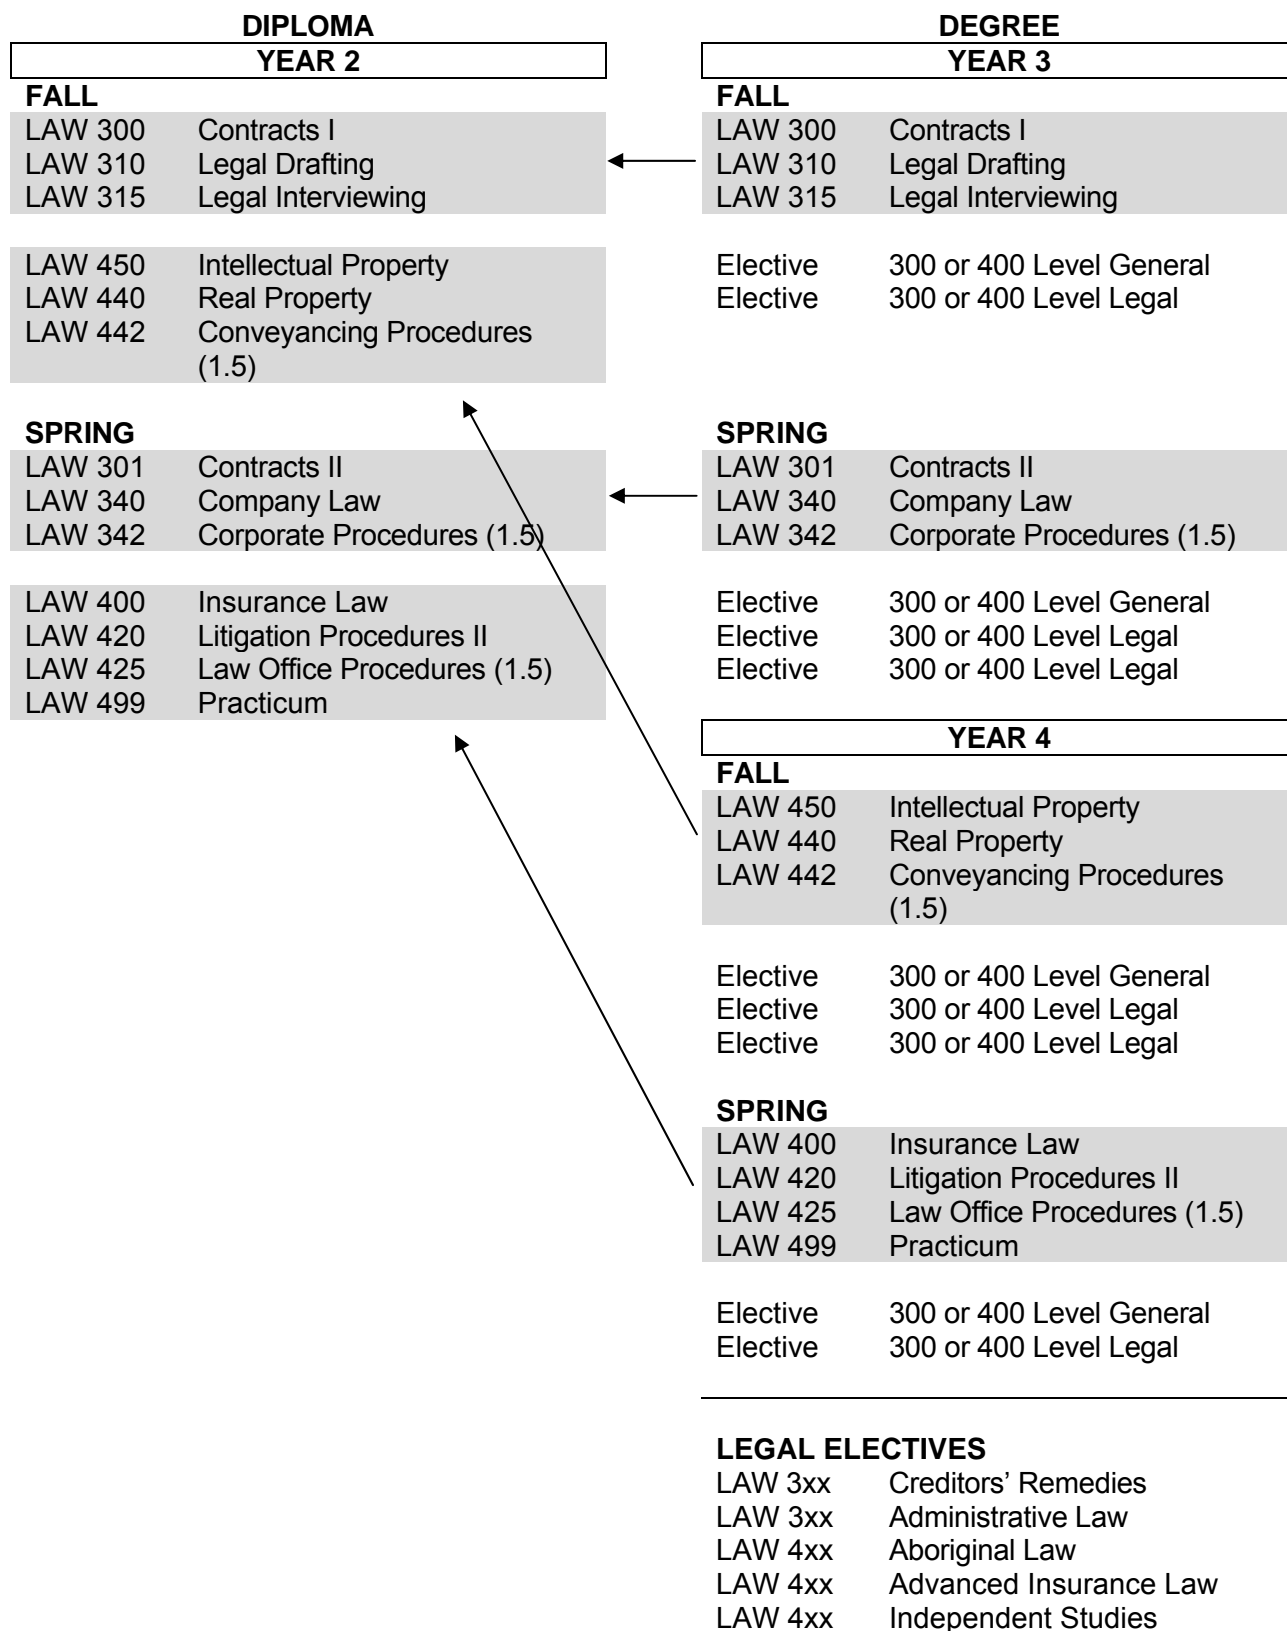 DIPLOMA
YEAR 2
FALL
LAW 300 Contracts I
LAW 310 Legal Drafting
LAW 315 Legal Interviewing
LAW 450 Intellectual Property
LAW 440 Real Property
LAW 442 Conveyancing Procedures
(1.5)
SPRING
LAW 301 Contracts II
LAW 340 Company Law
LAW 342 Corporate Procedures (1.5)
LAW 400 Insurance Law
LAW 420 Litigation Procedures II
LAW 425 Law Office Procedures (1.5)
LAW 499 Practicum
DEGREE
YEAR 3
FALL
LAW 300 Contracts I
LAW 310 Legal Drafting
LAW 315 Legal Interviewing
Elective 300 or 400 Level General
Elective 300 or 400 Level Legal
SPRING
LAW 301 Contracts II
LAW 340 Company Law
LAW 342 Corporate Procedures (1.5)
Elective 300 or 400 Level General
Elective 300 or 400 Level Legal
Elective 300 or 400 Level Legal
YEAR 4
FALL
LAW 450 Intellectual Property
LAW 440 Real Property
LAW 442 Conveyancing Procedures
(1.5)
Elective 300 or 400 Level General
Elective 300 or 400 Level Legal
Elective 300 or 400 Level Legal
SPRING
LAW 400 Insurance Law
LAW 420 Litigation Procedures II
LAW 425 Law Office Procedures (1.5)
LAW 499 Practicum
Elective 300 or 400 Level General
Elective 300 or 400 Level Legal
LEGAL ELECTIVES
LAW 3xx Creditors’ Remedies
LAW 3xx Administrative Law
LAW 4xx Aboriginal Law
LAW 4xx Advanced Insurance Law
LAW 4xx Independent Studies